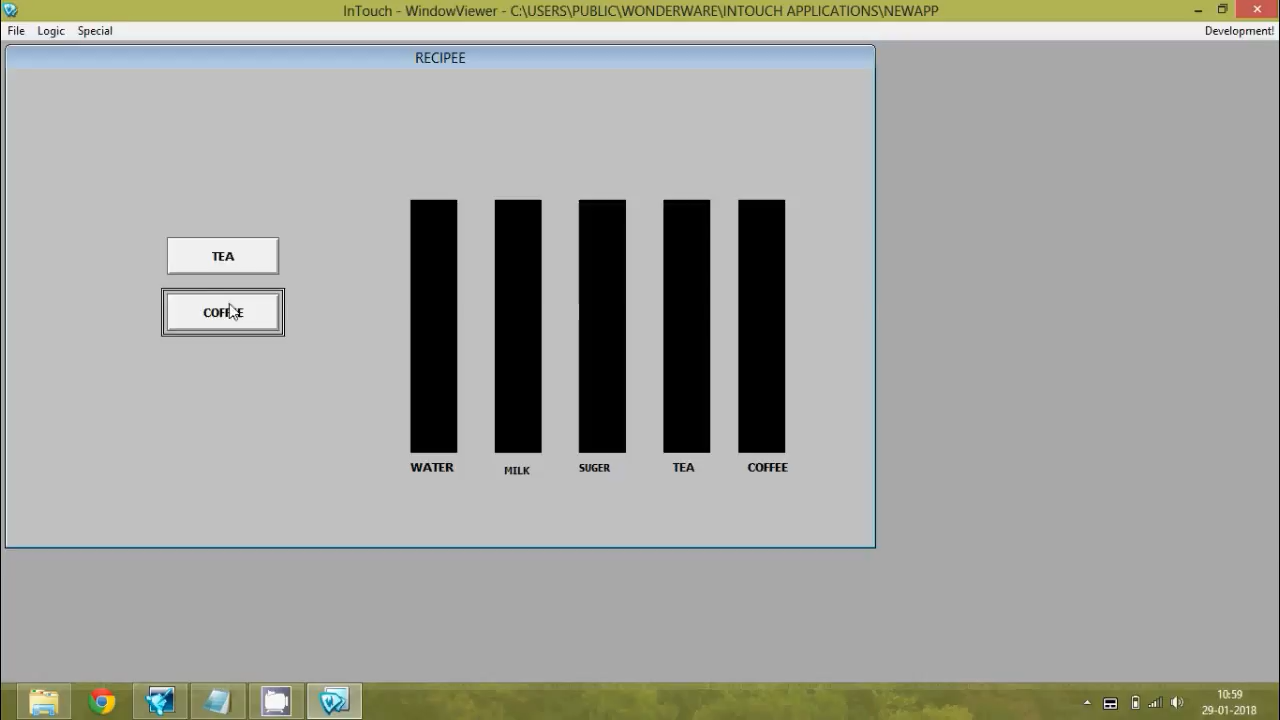 InTouch - WindowViewer - C:\USERS\PUBLIC\WONDERWARE\INTOUCH APPLICATIONS\NEWAPP
File Logic Special Development!
RECIPEE
TEA
COFFEE
WATER MILK SUGER TEA COFFEE
10:59
29-01-2018